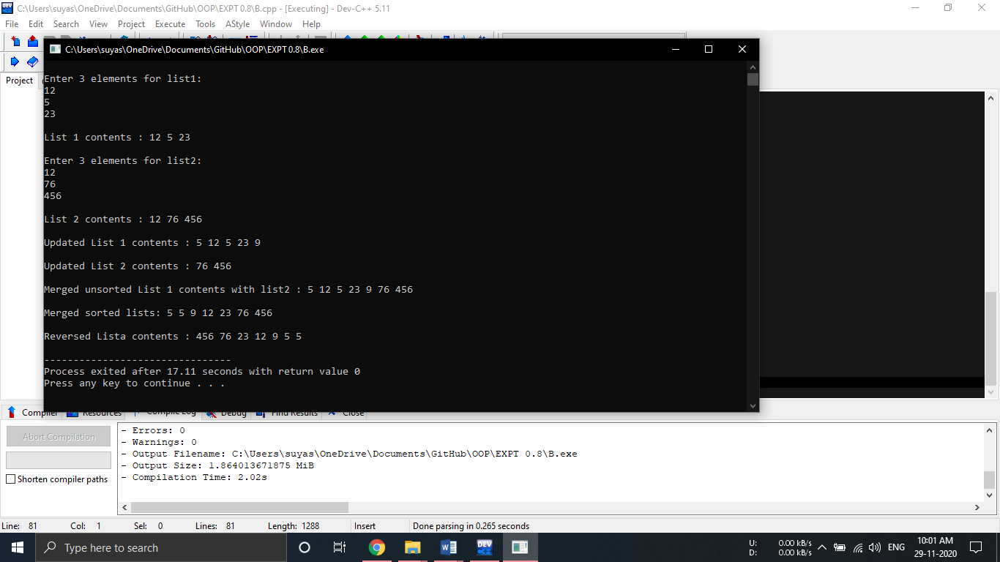 C:\Users\suyas\OneDrive\Documents\GitHub\OOP\EXPT 0.8\B.cpp - [Executing] - Dev-C++ 5.11
File Edit Search View Project Execute Tools AStyle Window Help
C:\Users\suyas\OneDrive\Documents\GitHub\OOP\EXPT 0.8\B.exe
Project
Enter 3 elements for list1:
12
5
23
List 1 contents : 12 5 23
Enter 3 elements for list2:
12
76
456
List 2 contents : 12 76 456
Updated List 1 contents : 5 12 5 23 9
Updated List 2 contents : 76 456
Merged unsorted List 1 contents with list2 : 5 12 5 23 9 76 456
Merged sorted lists: 5 5 9 12 23 76 456
Reversed Lista contents : 456 76 23 12 9 5 5
--------------------------------
Process exited after 17.11 seconds with return value 0
Press any key to continue . . .
Compiler Resources Compile Log Debug Find Results Close
Abort Compilation
Shorten compiler paths
- Errors: 0
- Warnings: 0
- Output Filename: C:\Users\suyas\OneDrive\Documents\GitHub\OOP\EXPT 0.8\B.exe
- Output Size: 1.864013671875 MiB
- Compilation Time: 2.02s
Line: 81 Col: 1 Sel: 0 Lines: 81 Length: 1288 Insert Done parsing in 0.265 seconds
Type here to search
DEV
U: 0.00 kB/s
D: 0.00 kB/s
ENG
10:01 AM
29-11-2020